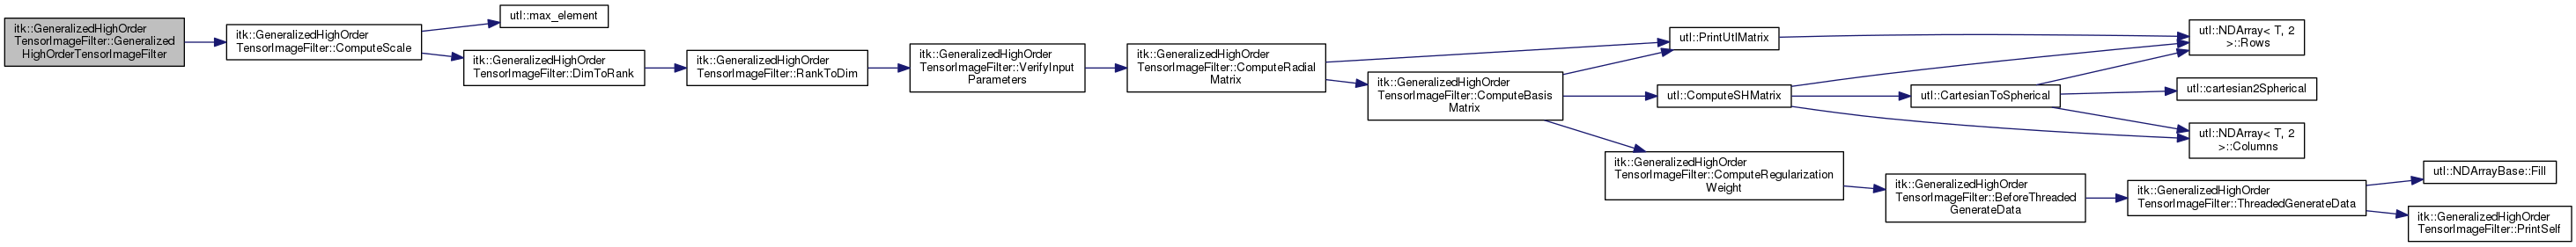 itk::GeneralizedHighOrder
TensorImageFilter::Generalized
HighOrderTensorImageFilter
itk::GeneralizedHighOrder
TensorImageFilter::ComputeScale
utl::max_element
itk::GeneralizedHighOrder
TensorImageFilter::DimToRank
itk::GeneralizedHighOrder
TensorImageFilter::RankToDim
itk::GeneralizedHighOrder
TensorImageFilter::VerifyInput
Parameters
itk::GeneralizedHighOrder
TensorImageFilter::ComputeRadial
Matrix
itk::GeneralizedHighOrder
TensorImageFilter::ComputeBasis
Matrix
utl::PrintUtlMatrix
utl::ComputeSHMatrix
itk::GeneralizedHighOrder
TensorImageFilter::ComputeRegularization
Weight
utl::CartesianToSpherical
itk::GeneralizedHighOrder
TensorImageFilter::BeforeThreaded
GenerateData
utl::NDArray< T, 2
>::Rows
utl::cartesian2Spherical
utl::NDArray< T, 2
>::Columns
itk::GeneralizedHighOrder
TensorImageFilter::ThreadedGenerateData
utl::NDArrayBase::Fill
itk::GeneralizedHighOrder
TensorImageFilter::PrintSelf